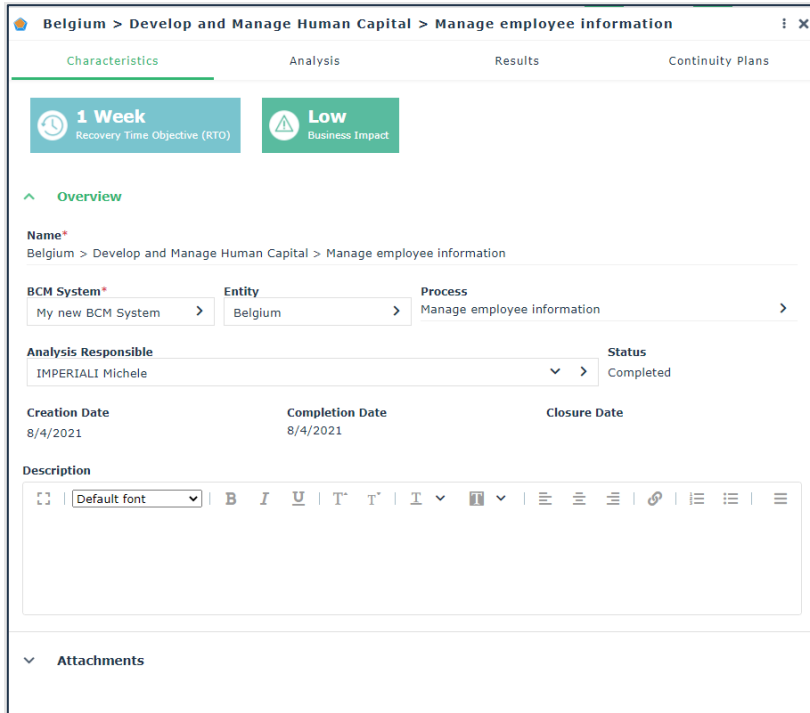 Belgium > Develop and Manage Human Capital > Manage employee information
Characteristics Analysis Results Continuity Plans
1 Week
Recovery Time Objective (RTO)
Low
Business Impact
Overview
Name*
Belgium > Develop and Manage Human Capital > Manage employee information
BCM System* Entity Process
My new BCM System Belgium Manage employee information
Analysis Responsible Status
IMPERIALI Michele Completed
Creation Date Completion Date Closure Date
8/4/2021 8/4/2021
Description
Default font B I U T T T T
Attachments